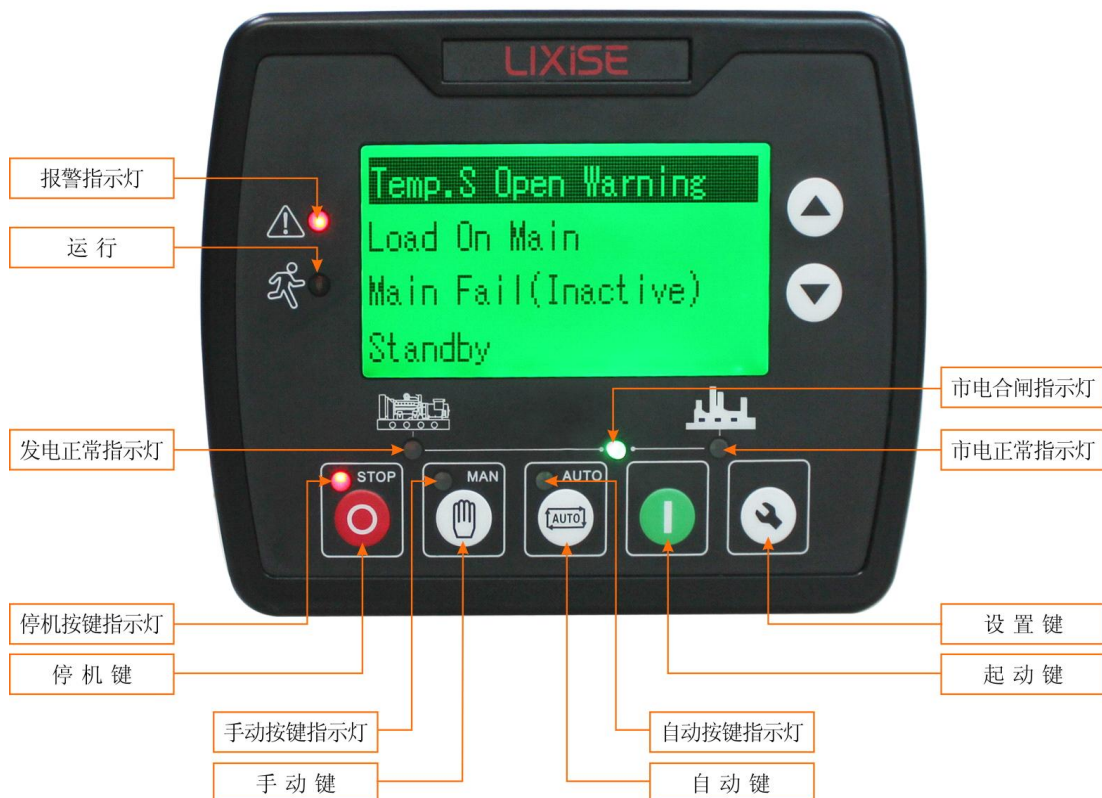 LIXiSE
Temp.S Open Warning
Load On Main
Main Fail(Inactive)
Standby
报警指示灯
运 行
市电合闸指示灯
发电正常指示灯
市电正常指示灯
STOP
MAN
AUTO
AUTO
停机按键指示灯
停 机 键
设 置 键
起 动 键
手动按键指示灯
手 动 键
自动按键指示灯
自 动 键